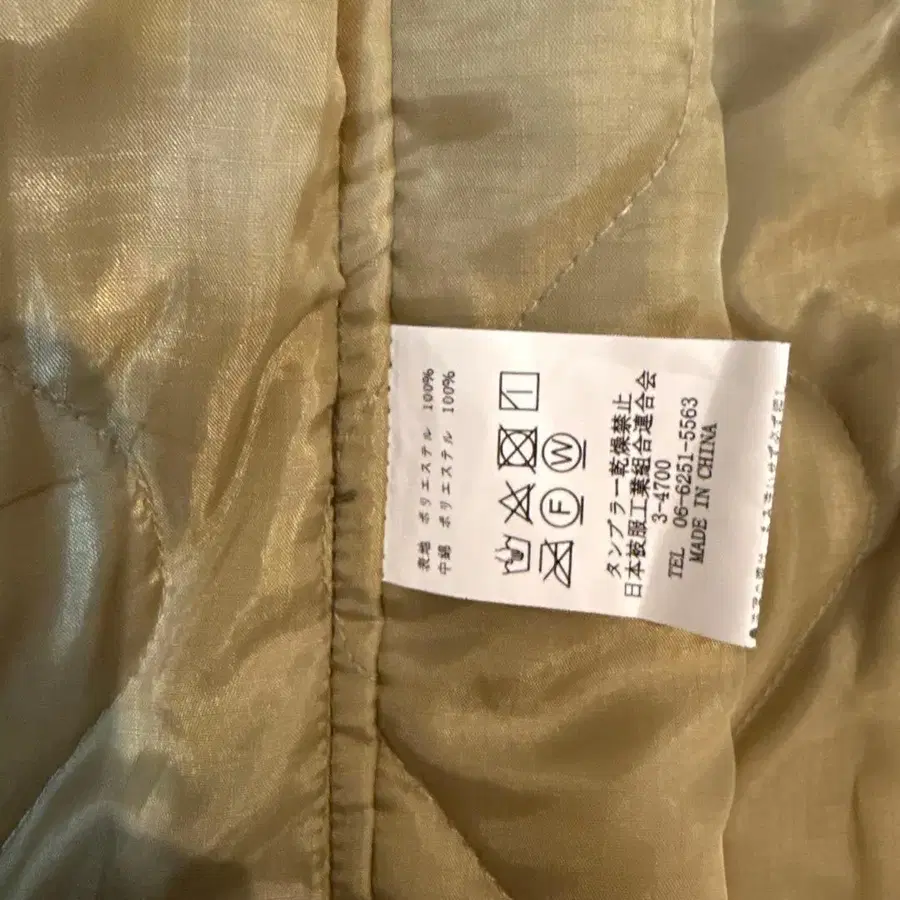 表地 ポリエステル 100%
中綿 ポリエステル 100%
W
F
タンブラー乾燥禁止
日本被服工業組合連合会
3-4700
TEL 06-6251-5563
MADE IN CHINA